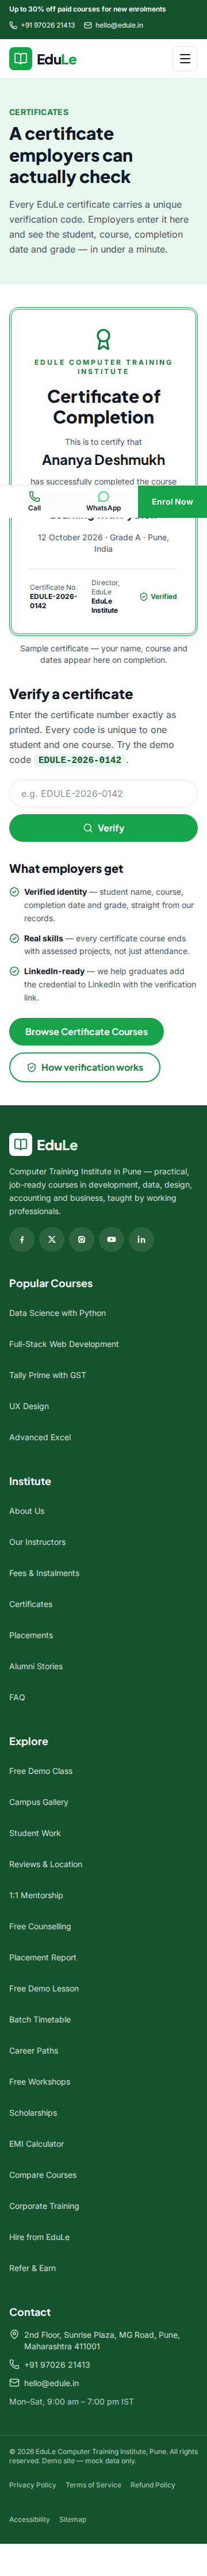 Up to 30% off paid courses for new enrolments
+91 97026 21413 hello@edule.in
EduLe
CERTIFICATES
A certificate
employers can
actually check
Every EduLe certificate carries a unique
verification code. Employers enter it here
and see the student, course, completion
date and grade — in under a minute.
EDULE COMPUTER TRAINING
INSTITUTE
Certificate of
Completion
This is to certify that
Ananya Deshmukh
has successfully completed the course
Call WhatsApp Enrol Now
12 October 2026 · Grade A · Pune,
India
Certificate No.
EDULE-2026-
0142
Director,
EduLe
EduLe
Institute
Verified
Sample certificate — your name, course and
dates appear here on completion.
Verify a certificate
Enter the certificate number exactly as
printed. Every code is unique to one
student and one course. Try the demo
code EDULE-2026-0142 .
e.g. EDULE-2026-0142
Verify
What employers get
Verified identity — student name, course,
completion date and grade, straight from our
records.
Real skills — every certificate course ends
with assessed projects, not just attendance.
LinkedIn-ready — we help graduates add
the credential to LinkedIn with the verification
link.
Browse Certificate Courses
How verification works
EduLe
Computer Training Institute in Pune — practical,
job-ready courses in development, data, design,
accounting and business, taught by working
professionals.
Popular Courses
Data Science with Python
Full-Stack Web Development
Tally Prime with GST
UX Design
Advanced Excel
Institute
About Us
Our Instructors
Fees & Instalments
Certificates
Placements
Alumni Stories
FAQ
Explore
Free Demo Class
Campus Gallery
Student Work
Reviews & Location
1:1 Mentorship
Free Counselling
Placement Report
Free Demo Lesson
Batch Timetable
Career Paths
Free Workshops
Scholarships
EMI Calculator
Compare Courses
Corporate Training
Hire from EduLe
Refer & Earn
Contact
2nd Floor, Sunrise Plaza, MG Road, Pune,
Maharashtra 411001
+91 97026 21413
hello@edule.in
Mon–Sat, 9:00 am – 7:00 pm IST
© 2026 EduLe Computer Training Institute, Pune. All rights
reserved. Demo site — mock data only.
Privacy Policy Terms of Service Refund Policy
Accessibility Sitemap